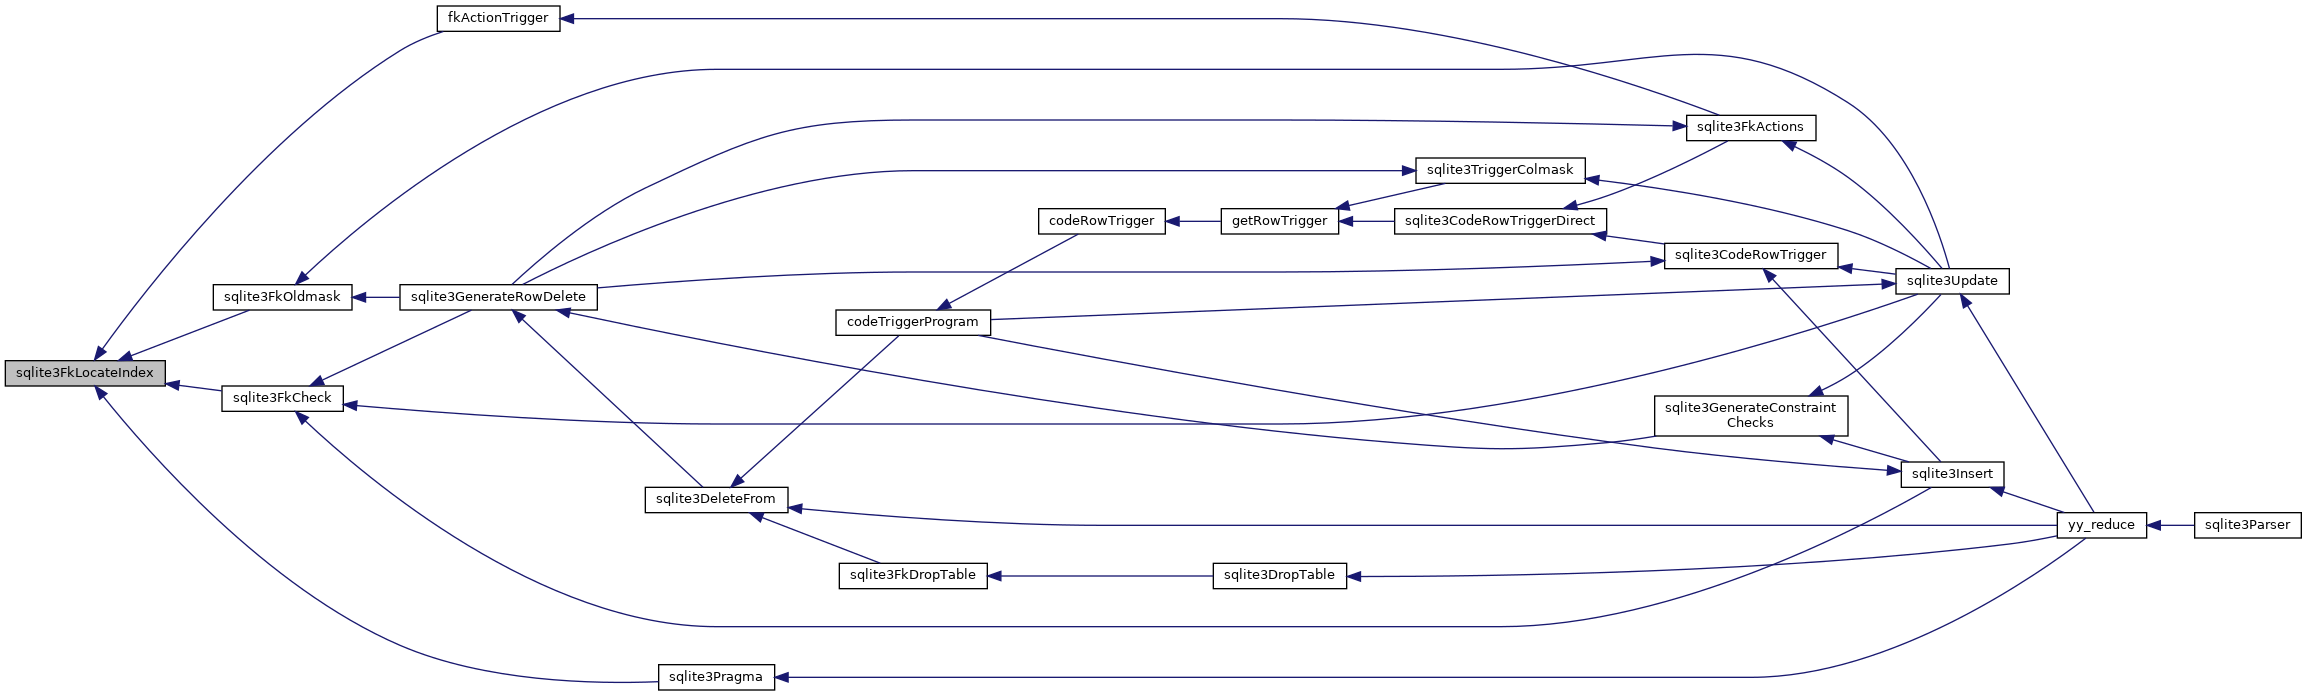 fkActionTrigger
sqlite3FkActions
sqlite3TriggerColmask
codeRowTrigger
getRowTrigger
sqlite3CodeRowTriggerDirect
sqlite3CodeRowTrigger
sqlite3Update
sqlite3FkOldmask
sqlite3GenerateRowDelete
codeTriggerProgram
sqlite3FkLocateIndex
sqlite3FkCheck
sqlite3GenerateConstraint
Checks
sqlite3Insert
sqlite3DeleteFrom
yy_reduce
sqlite3Parser
sqlite3FkDropTable
sqlite3DropTable
sqlite3Pragma